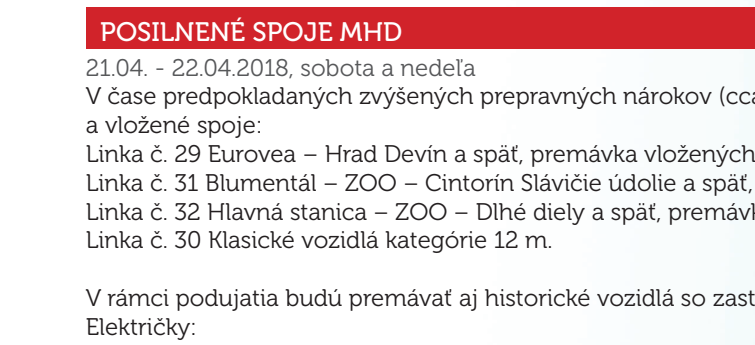 POSILNENÉ SPOJE MHD
21.04. - 22.04.2018, sobota a nedeľa
V čase predpokladaných zvýšených prepravných nárokov (cca
a vložené spoje:
Linka č. 29 Eurovea – Hrad Devín a späť, premávka vložených
Linka č. 31 Blumentál – ZOO – Cintorín Slávičie údolie a späť,
Linka č. 32 Hlavná stanica – ZOO – Dlhé diely a späť,
Linka č. 30 Klasické vozidlá kategórie 12 m.
V rámci podujatia budú premávať aj historické vozidlá so
Električky: